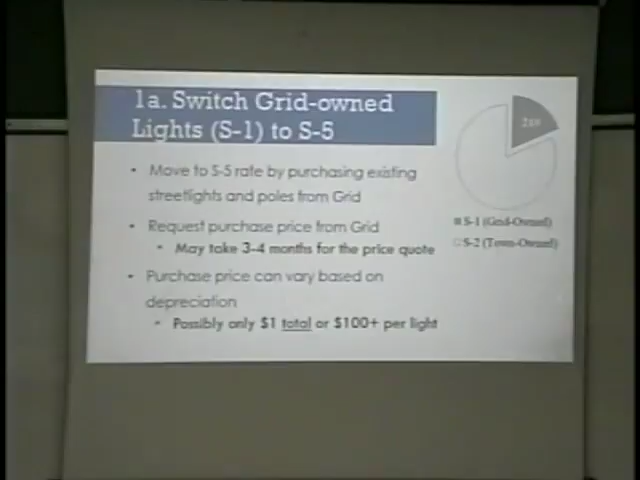 1a. Switch Grid-owned
Lights (S-1) to S-5
• Move to S-5 rate by purchasing existing
streetlights and poles from Grid
• Request purchase price from Grid
• May take 3-4 months for the price quote
• Purchase price can vary based on
depreciation
• Possibly only $1 total or $100+ per light
S-1 (Grid-Owned)
S-2 (Town-Owned)